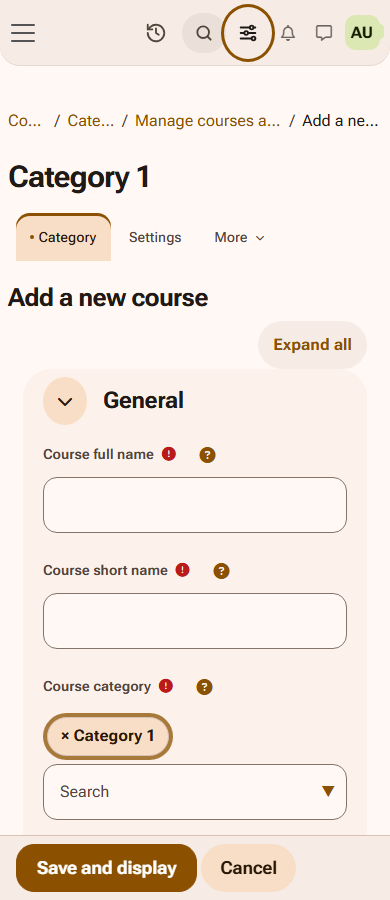 AU
Co... / Cate... / Manage courses a... / Add a ne...
Category 1
• Category Settings More
Add a new course
Expand all
General
Course full name ! ?
Course short name ! ?
Course category ! ?
× Category 1
Search ▼
Save and display Cancel